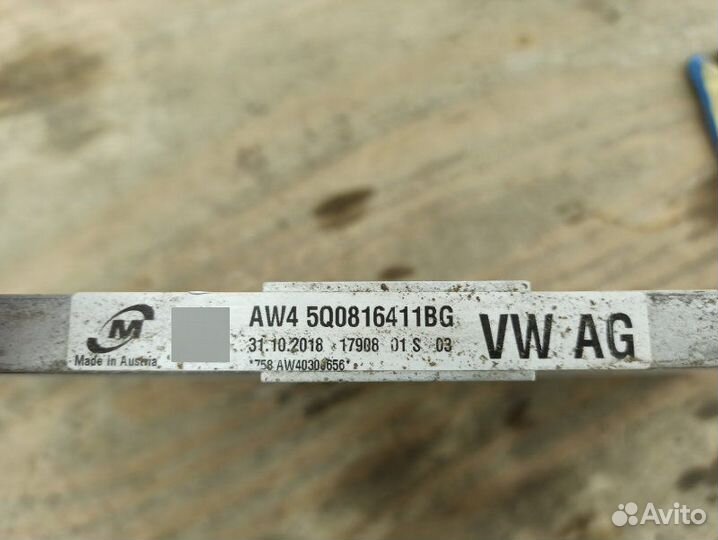 M
Made in Austria
AW4 5Q0816411BG
31.10.2018 17908 01 S 03
VW AG
Avito